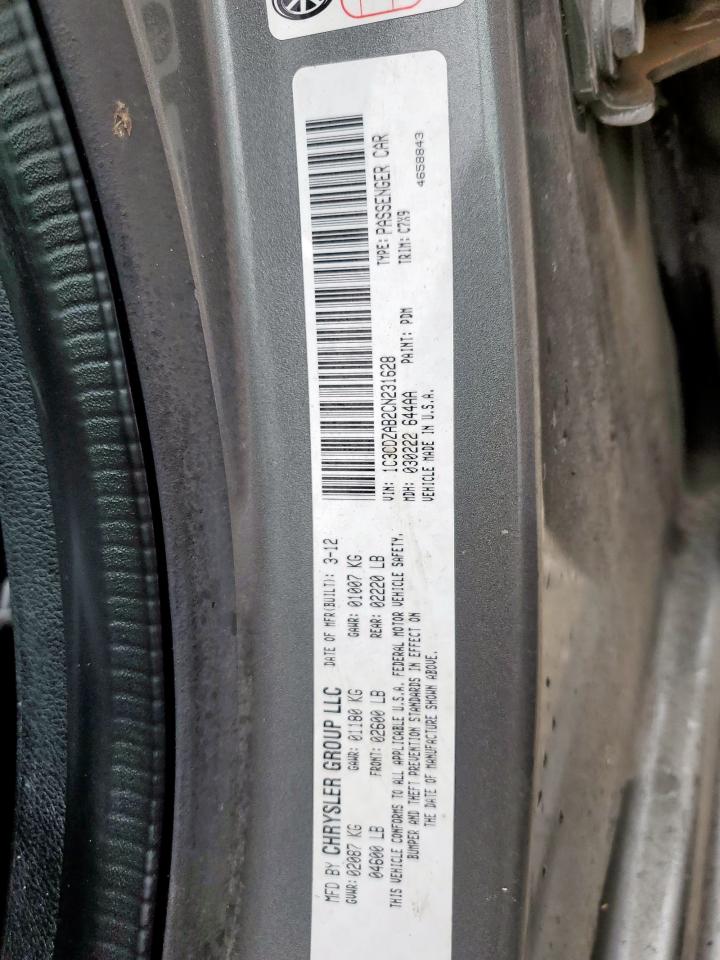 MFD BY CHRYSLER GROUP LLC DATE OF MFR(BUILT): 3-12
GVWR: 02087 KG GAWR: 01180 KG GAWR: 01007 KG
04600 LB FRONT: 02600 LB REAR: 02220 LB
THIS VEHICLE CONFORMS TO ALL APPLICABLE U.S.A. FEDERAL MOTOR VEHICLE SAFETY,
BUMPER AND THEFT PREVENTION STANDARDS IN EFFECT ON
THE DATE OF MANUFACTURE SHOWN ABOVE.
VIN: 1C3CDZAB2CN231628 TYPE: PASSENGER CAR
MDH: 030222 644AA PAINT: PDM TRIM: C7X9
VEHICLE MADE IN U.S.A. 4658843